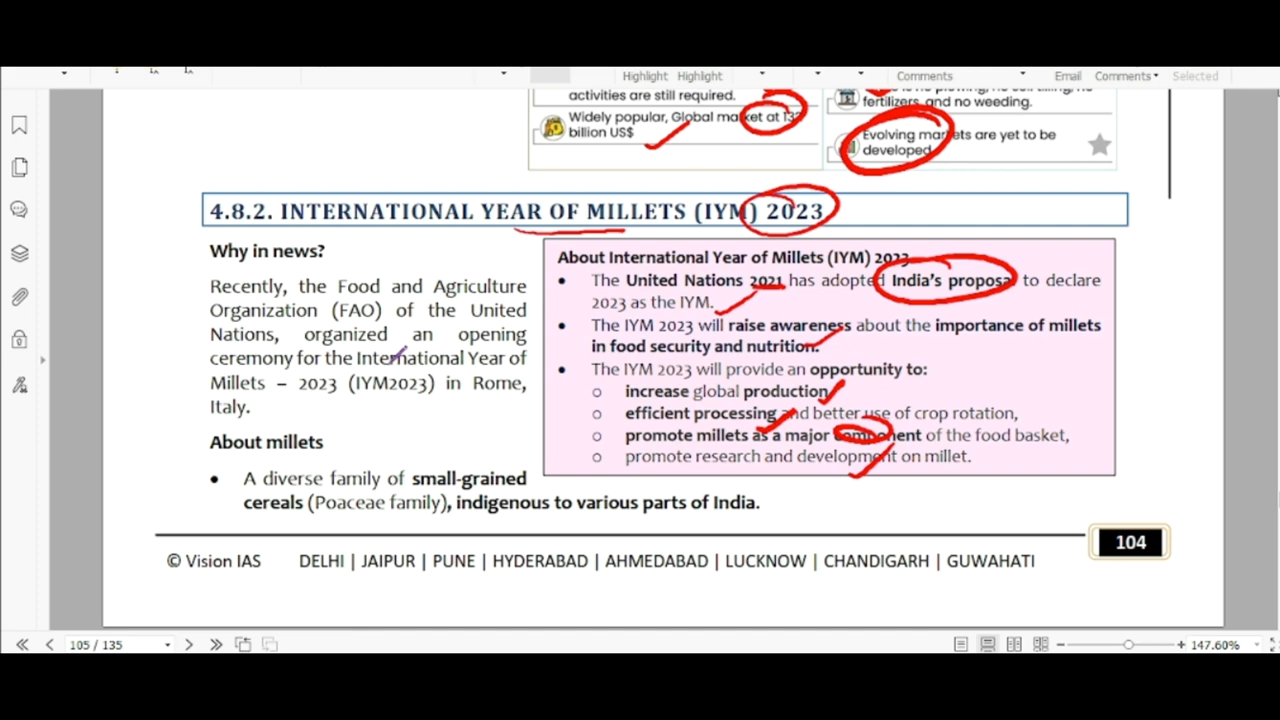 Highlight Highlight Comments Email Comments Selected
activities are still required.
Widely popular, Global market at
billion US$
fertilizers, and no weeding.
Evolving markets are yet to be
developed
4.8.2. INTERNATIONAL YEAR OF MILLETS (IYM) 2023
Why in news?
Recently, the Food and Agriculture
Organization (FAO) of the United
Nations, organized an opening
ceremony for the International Year of
Millets – 2023 (IYM2023) in Rome,
Italy.
About International Year of Millets (IYM) 2023
• The United Nations 2021 has adopted India's proposal to declare
2023 as the IYM.
• The IYM 2023 will raise awareness about the importance of millets
in food security and nutrition.
• The IYM 2023 will provide an opportunity to:
o increase global production
o efficient processing and better use of crop rotation,
o promote millets as a major component of the food basket,
o promote research and development on millet.
About millets
• A diverse family of small-grained
cereals (Poaceae family), indigenous to various parts of India.
104
© Vision IAS DELHI | JAIPUR | PUNE | HYDERABAD | AHMEDABAD | LUCKNOW | CHANDIGARH | GUWAHATI
105 / 135
147.60%